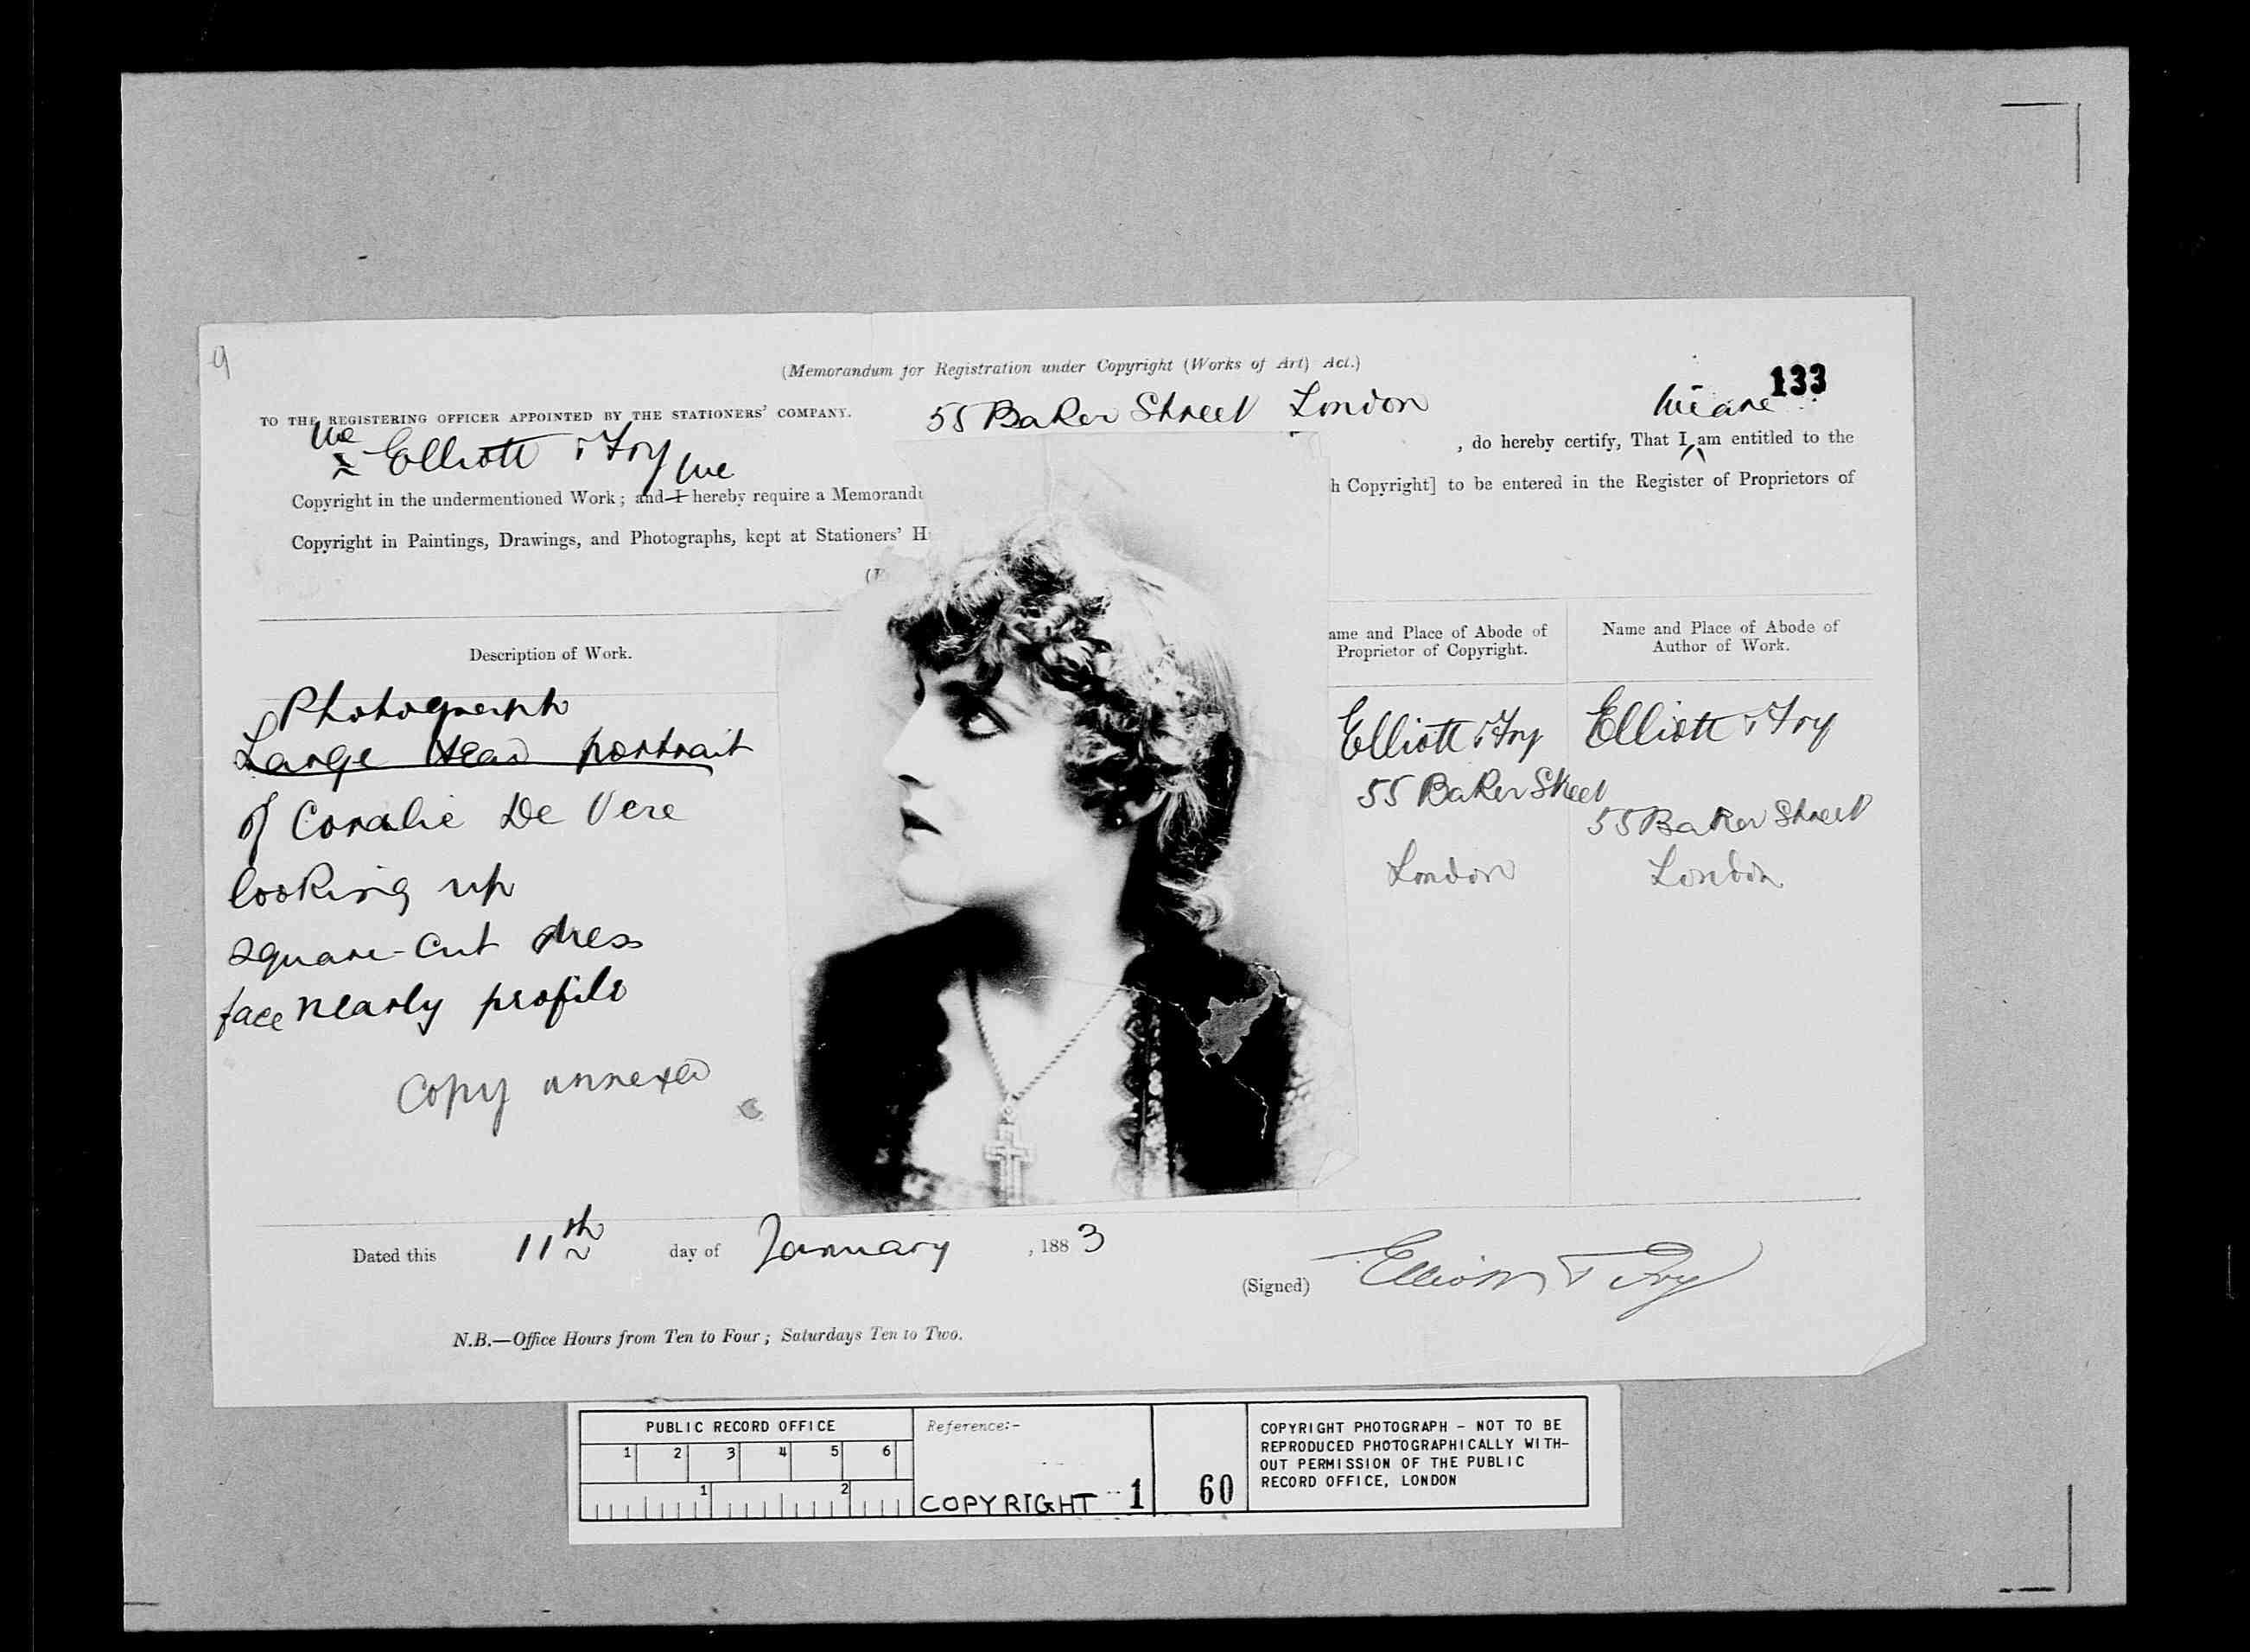 9
(Memorandum for Registration under Copyright (Works of Art) Act.)
133
TO THE REGISTERING OFFICER APPOINTED BY THE STATIONERS' COMPANY.
55 Baker Street London
We are
We
Elliott & Fry
, do hereby certify, That I am entitled to the
we
Copyright in the undermentioned Work; and I hereby require a Memorand
h Copyright] to be entered in the Register of Proprietors of
Copyright in Paintings, Drawings, and Photographs, kept at Stationers' H
Description of Work.
ame and Place of Abode of
Proprietor of Copyright.
Name and Place of Abode of
Author of Work.
Photograph
Large Head portrait
of Coralie De Vere
looking up
square-cut dress
face nearly profile
Copy annexed
Elliott & Fry
55 Baker Street
London
Elliott & Fry
55 Baker Street
London
Dated this 11th day of January , 1883
(Signed) Elliott & Fry
N.B.—Office Hours from Ten to Four; Saturdays Ten to Two.
PUBLIC RECORD OFFICE
1 2 3 4 5 6
1 2
Reference:-
COPYRIGHT 1
60
COPYRIGHT PHOTOGRAPH - NOT TO BE
REPRODUCED PHOTOGRAPHICALLY WITH-
OUT PERMISSION OF THE PUBLIC
RECORD OFFICE, LONDON